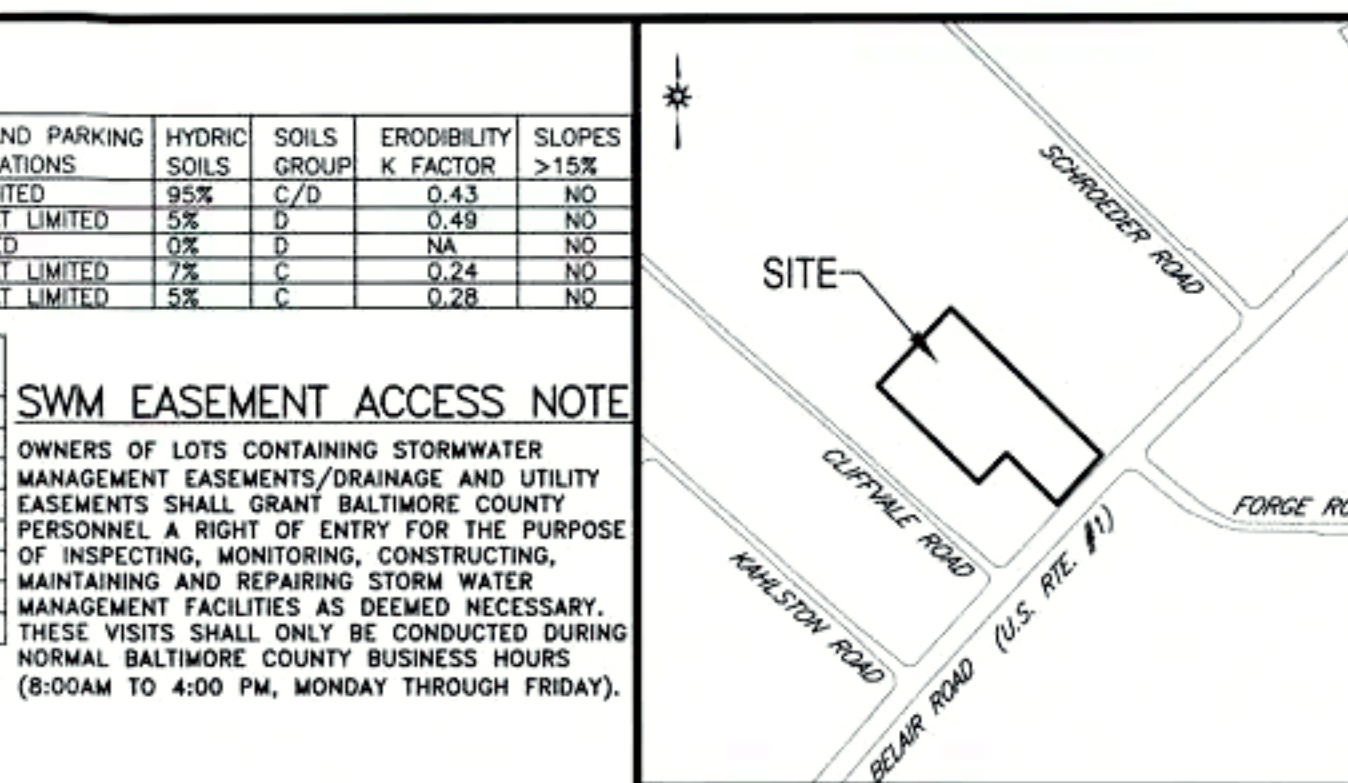 ND PARKING HYDRIC SOILS ERODIBILITY SLOPES
ATIONS SOILS GROUP K FACTOR >15%
ITED 95% C/D 0.43 NO
T LIMITED 5% D 0.49 NO
ED 0% D NA NO
T LIMITED 7% C 0.24 NO
T LIMITED 5% C 0.28 NO
SWM EASEMENT ACCESS NOTE
OWNERS OF LOTS CONTAINING STORMWATER
MANAGEMENT EASEMENTS/DRAINAGE AND UTILITY
EASEMENTS SHALL GRANT BALTIMORE COUNTY
PERSONNEL A RIGHT OF ENTRY FOR THE PURPOSE
OF INSPECTING, MONITORING, CONSTRUCTING,
MAINTAINING AND REPAIRING STORM WATER
MANAGEMENT FACILITIES AS DEEMED NECESSARY.
THESE VISITS SHALL ONLY BE CONDUCTED DURING
NORMAL BALTIMORE COUNTY BUSINESS HOURS
(8:00AM TO 4:00 PM, MONDAY THROUGH FRIDAY).
SCHROEDER ROAD
SITE
CLIFFVALE ROAD
FORGE RO
KAHLSTON ROAD
BELAIR ROAD (U.S. RTE. #1)